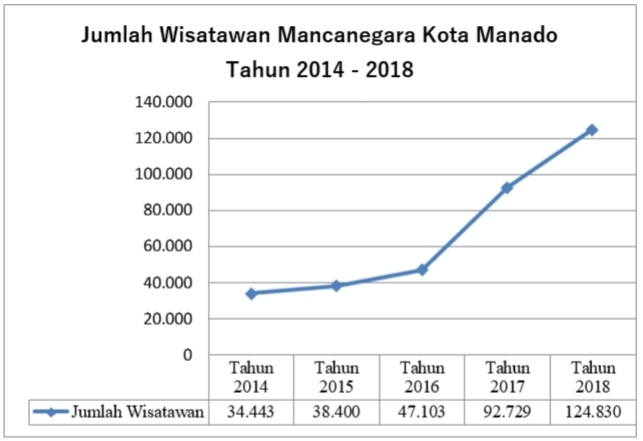 Jumlah Wisatawan Mancanegara Kota Manado
Tahun 2014 - 2018
140.000
120.000
100.000
80.000
60.000
40.000
20.000
0
Tahun 2014 Tahun 2015 Tahun 2016 Tahun 2017 Tahun 2018
Jumlah Wisatawan 34.443 38.400 47.103 92.729 124.830